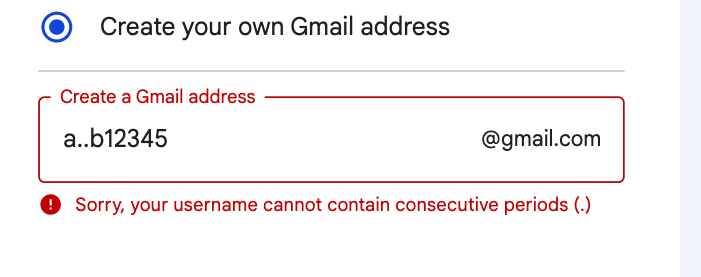 Create your own Gmail address
Create a Gmail address
a..b12345 @gmail.com
Sorry, your username cannot contain consecutive periods (.)